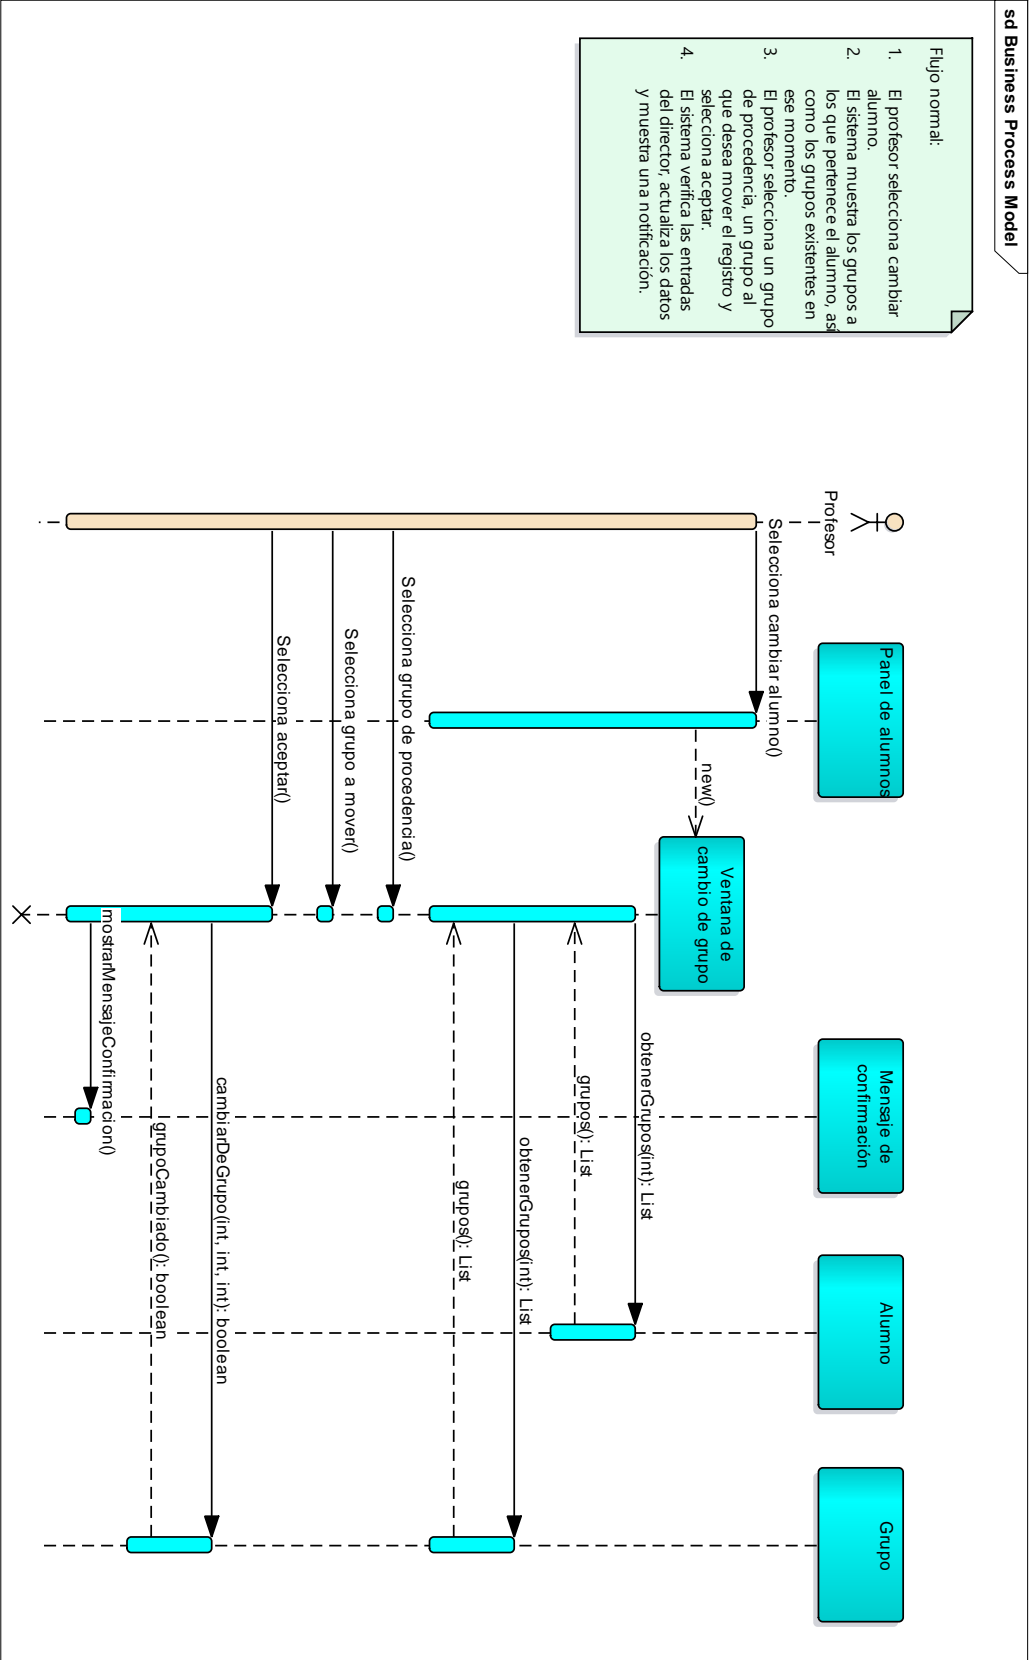 sd Business Process Model
Flujo normal:
1. El profesor selecciona cambiar
alumno.
2. El sistema muestra los grupos a
los que pertenece el alumno, así
como los grupos existentes en
ese momento.
3. El profesor selecciona un grupo
de procedencia, un grupo al
que desea mover el registro y
selecciona aceptar.
4. El sistema verifica las entradas
del director, actualiza los datos
y muestra una notificación.
Profesor
Panel de alumnos
Ventana de
cambio de grupo
Mensaje de
confirmación
Alumno
Grupo
Selecciona cambiar alumno()
new()
obtenerGrupos(int): List
grupos(): List
obtenerGrupos(int): List
grupos(): List
Selecciona grupo de procedencia()
Selecciona grupo a mover()
Selecciona aceptar()
cambiarDeGrupo(int, int, int): boolean
grupoCambiado(): boolean
mostrarMensajeConfirmacion()